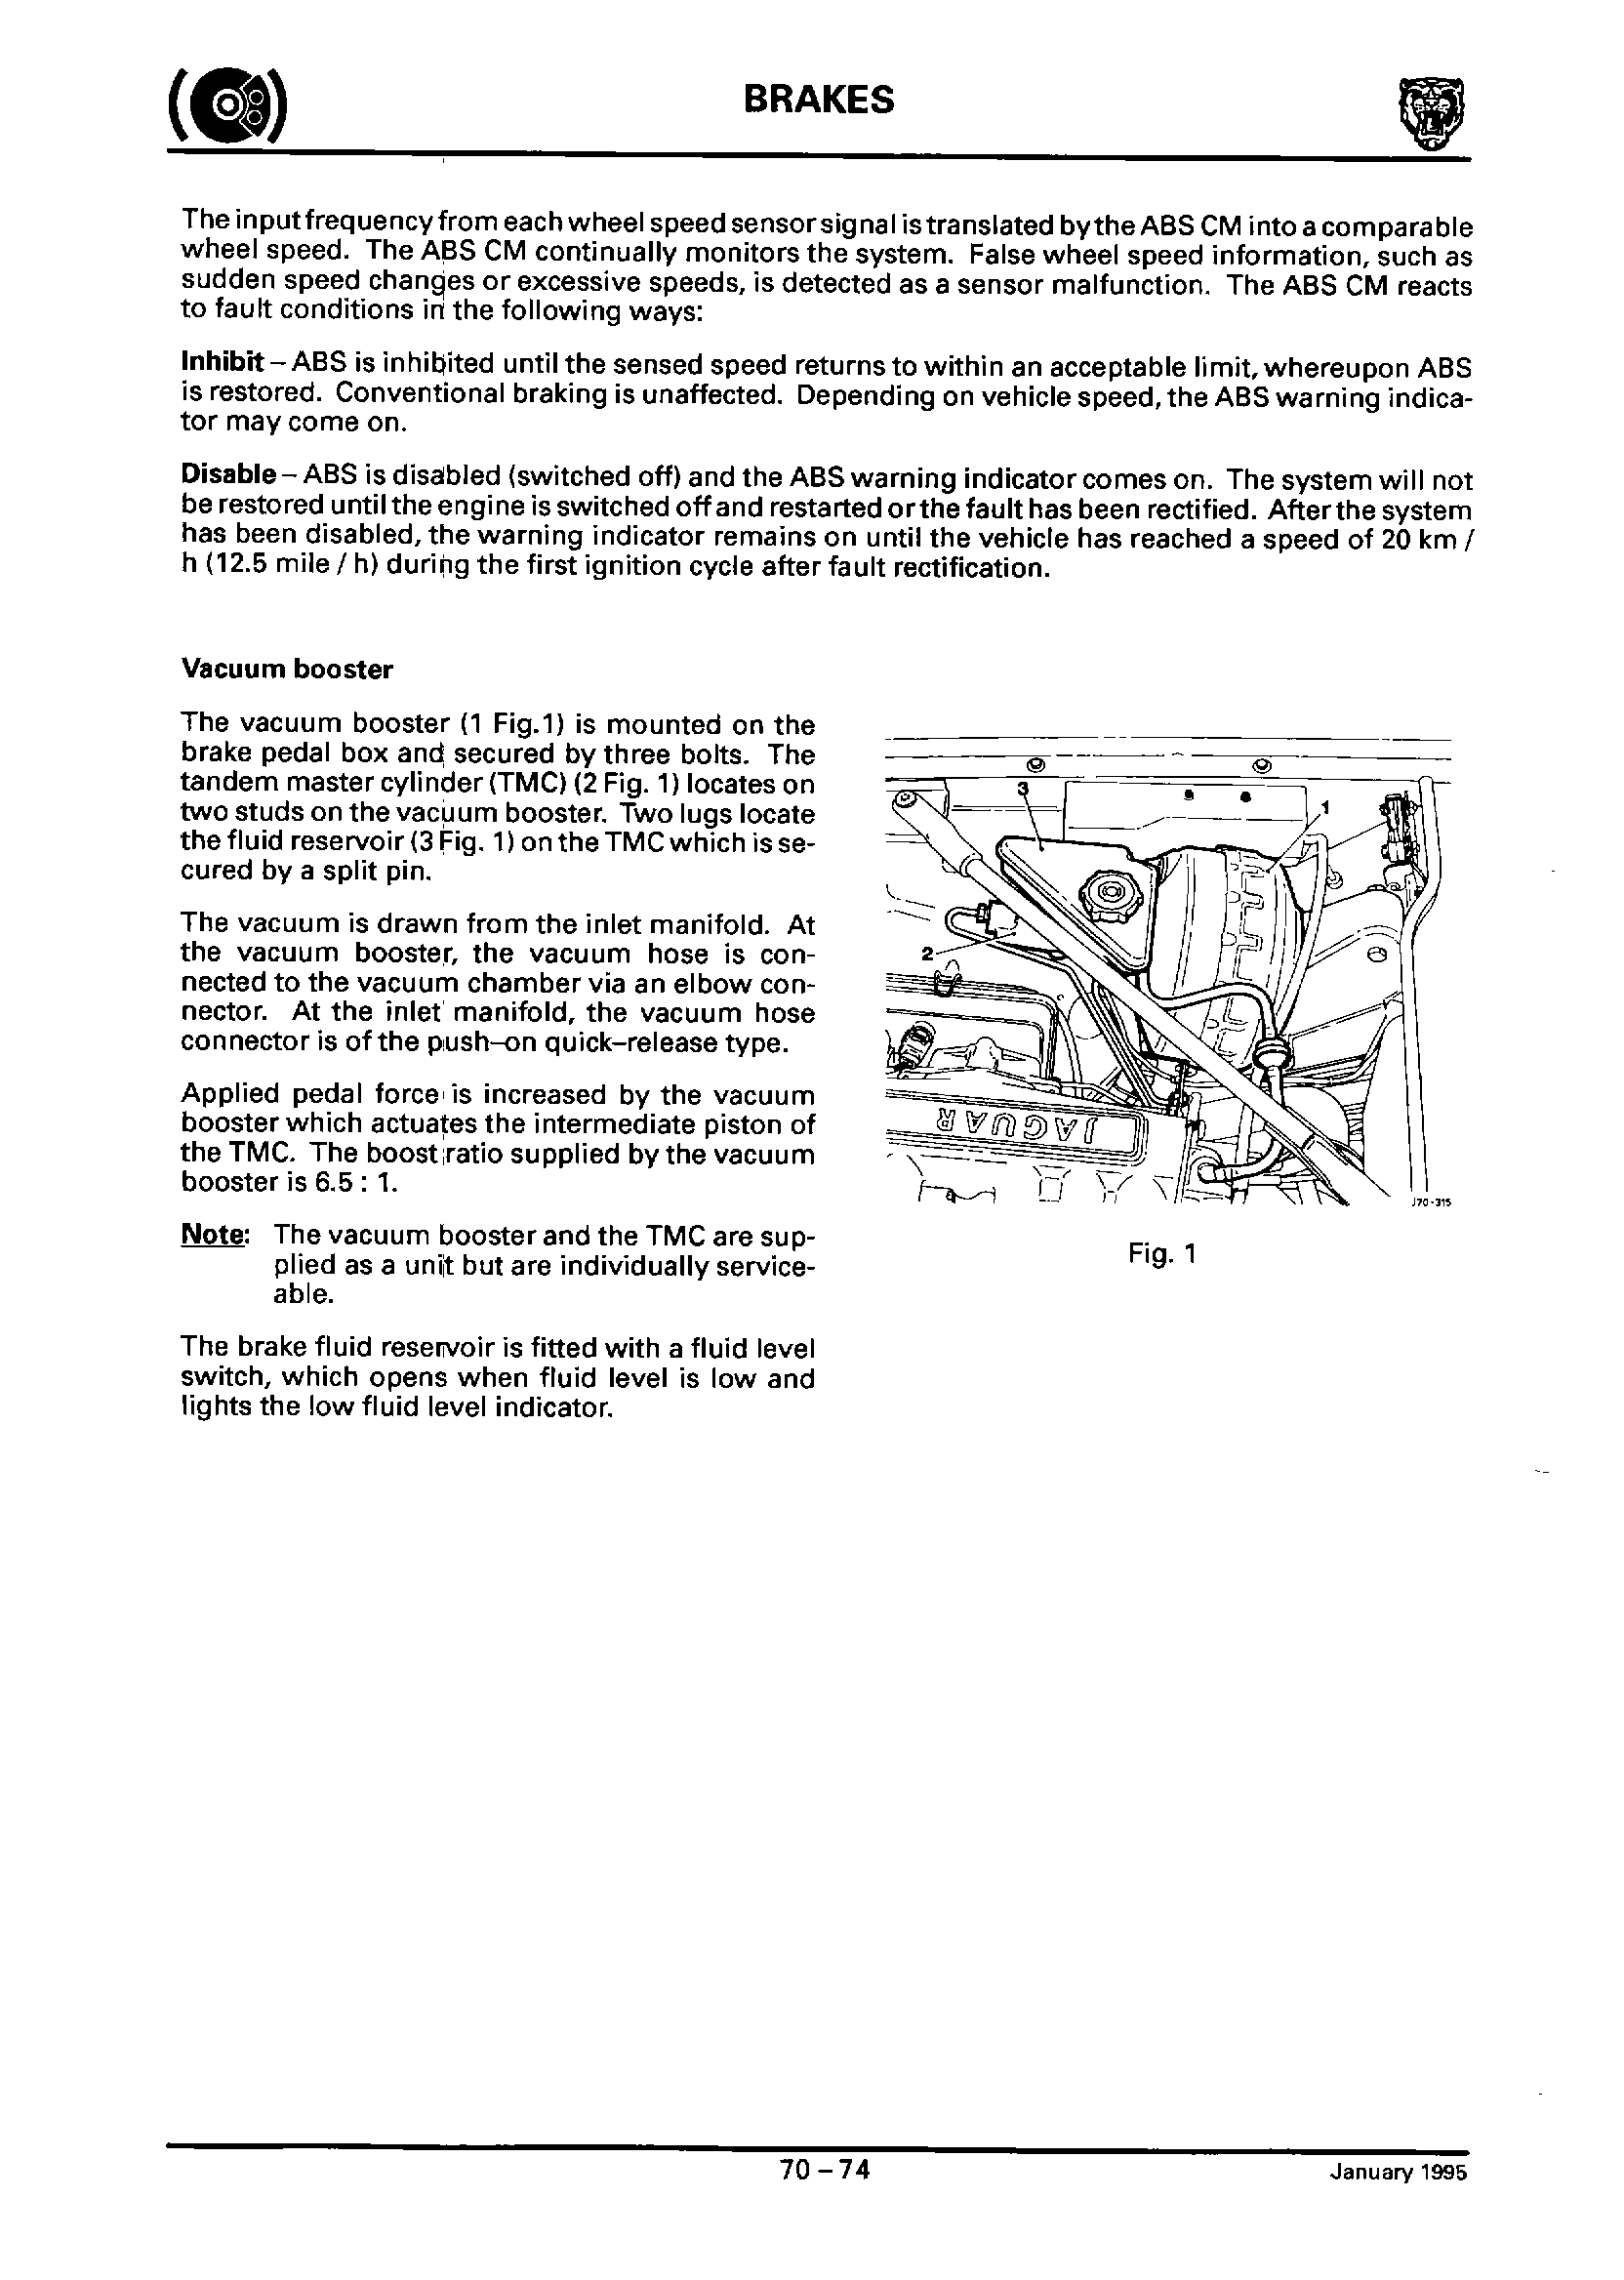 BRAKES
The input frequency from each wheel speed sensor signal is translated by the ABS CM into a comparable
wheel speed. The ABS CM continually monitors the system. False wheel speed information, such as
sudden speed changes or excessive speeds, is detected as a sensor malfunction. The ABS CM reacts
to fault conditions in the following ways:
Inhibit – ABS is inhibited until the sensed speed returns to within an acceptable limit, whereupon ABS
is restored. Conventional braking is unaffected. Depending on vehicle speed, the ABS warning indica-
tor may come on.
Disable – ABS is disabled (switched off) and the ABS warning indicator comes on. The system will not
be restored until the engine is switched off and restarted or the fault has been rectified. After the system
has been disabled, the warning indicator remains on until the vehicle has reached a speed of 20 km /
h (12.5 mile / h) during the first ignition cycle after fault rectification.
Vacuum booster
The vacuum booster (1 Fig.1) is mounted on the
brake pedal box and secured by three bolts. The
tandem master cylinder (TMC) (2 Fig. 1) locates on
two studs on the vacuum booster. Two lugs locate
the fluid reservoir (3 Fig. 1) on the TMC which is se-
cured by a split pin.
The vacuum is drawn from the inlet manifold. At
the vacuum booster, the vacuum hose is con-
nected to the vacuum chamber via an elbow con-
nector. At the inlet manifold, the vacuum hose
connector is of the push–on quick–release type.
Applied pedal force is increased by the vacuum
booster which actuates the intermediate piston of
the TMC. The boost ratio supplied by the vacuum
booster is 6.5 : 1.
Note: The vacuum booster and the TMC are sup-
plied as a unit but are individually service-
able.
The brake fluid reservoir is fitted with a fluid level
switch, which opens when fluid level is low and
lights the low fluid level indicator.
3
1
2
JAGUAR
J70-315
Fig. 1
70 – 74
January 1995